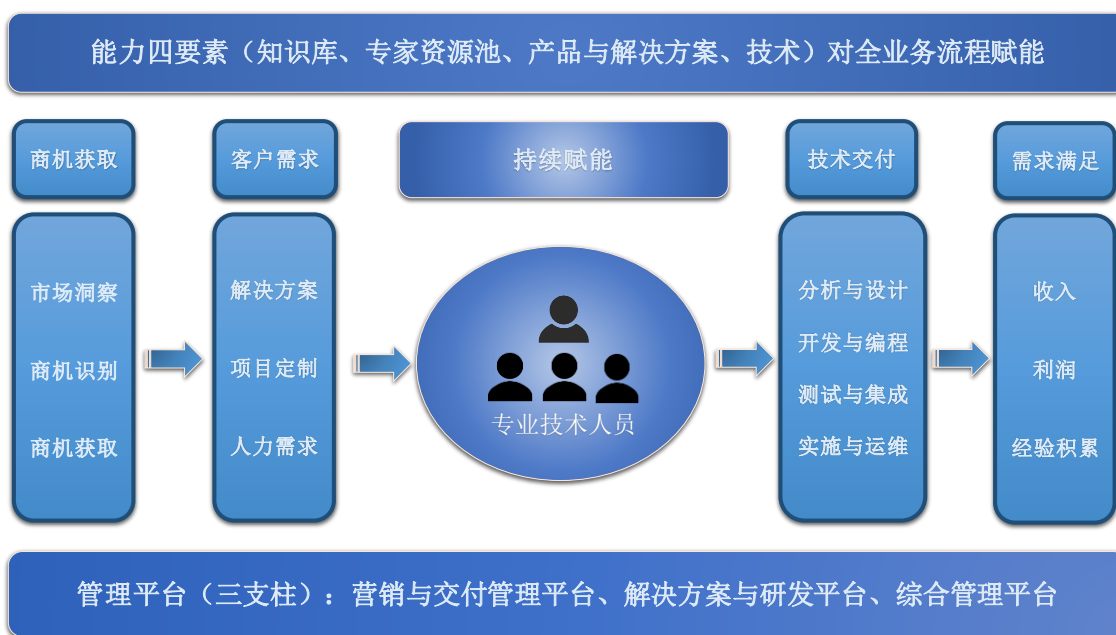 能力四要素（知识库、专家资源池、产品与解决方案、技术）对全业务流程赋能
商机获取
客户需求
持续赋能
技术交付
需求满足
市场洞察
商机识别
商机获取
解决方案
项目定制
人力需求
专业技术人员
分析与设计
开发与编程
测试与集成
实施与运维
收入
利润
经验积累
管理平台（三支柱）：营销与交付管理平台、解决方案与研发平台、综合管理平台